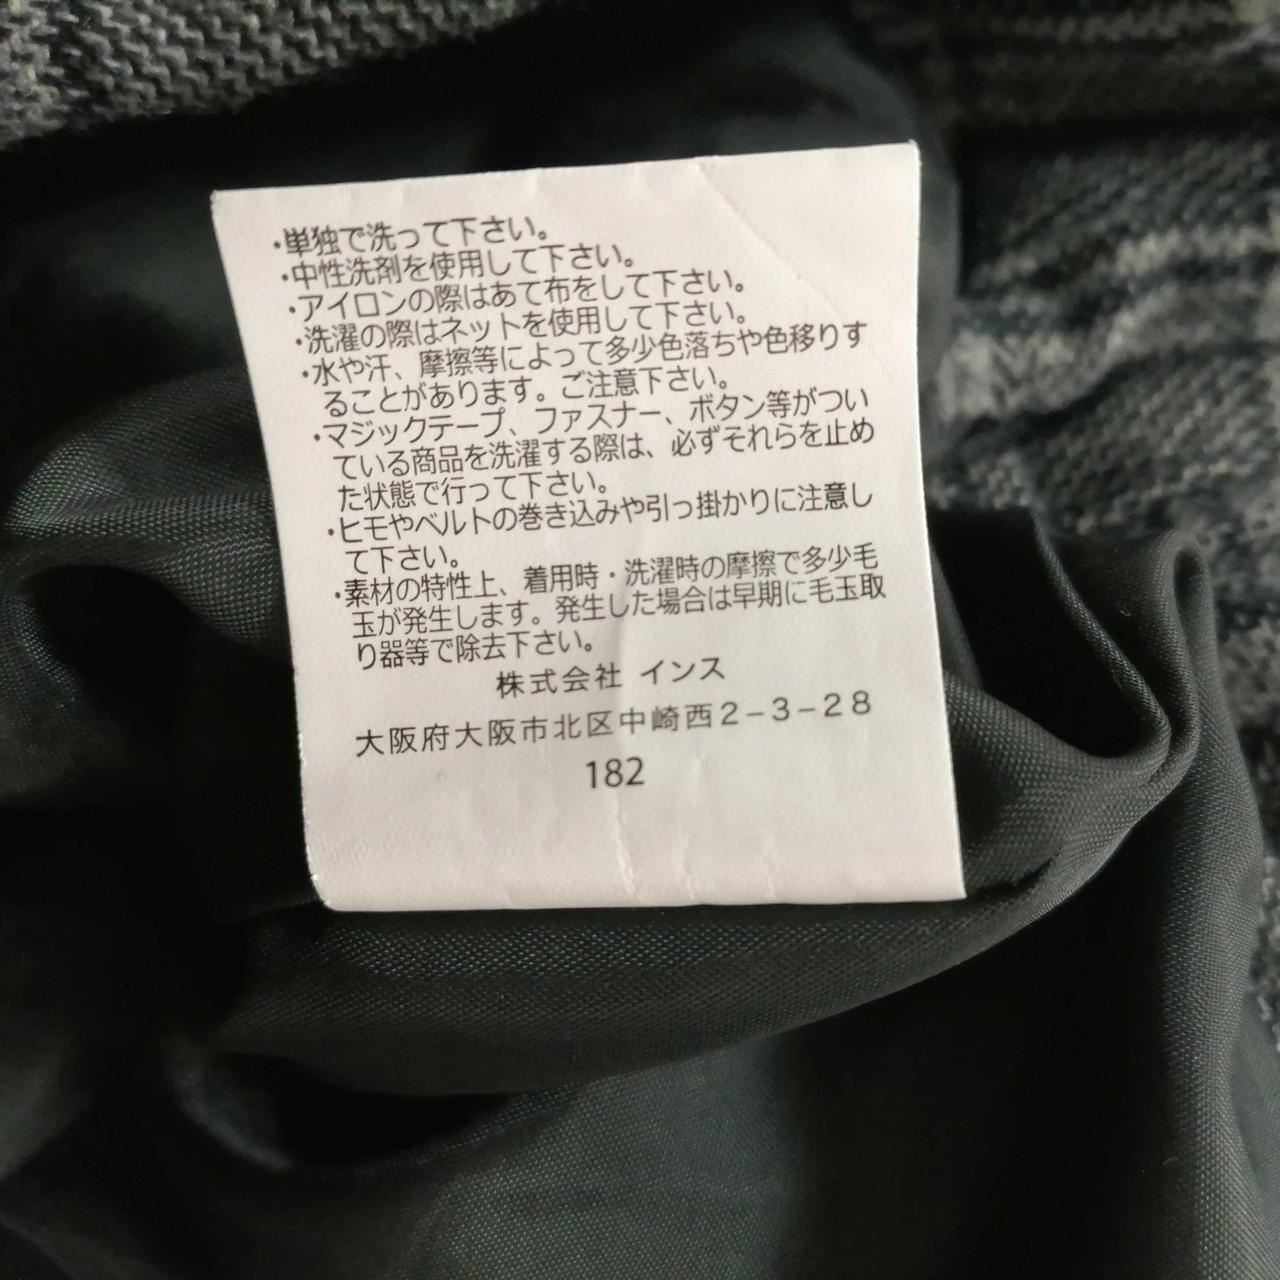 ・単独で洗って下さい。
・中性洗剤を使用して下さい。
・アイロンの際はあて布をして下さい。
・洗濯の際はネットを使用して下さい。
・水や汗、摩擦等によって多少色落ちや色移りす
ることがあります。ご注意下さい。
・マジックテープ、ファスナー、ボタン等がつい
ている商品を洗濯する際は、必ずそれらを止め
た状態で行って下さい。
・ヒモやベルトの巻き込みや引っ掛かりに注意し
て下さい。
・素材の特性上、着用時・洗濯時の摩擦で多少毛
玉が発生します。発生した場合は早期に毛玉取
り器等で除去下さい。
株式会社 インス
大阪府大阪市北区中崎西2-3-28
182